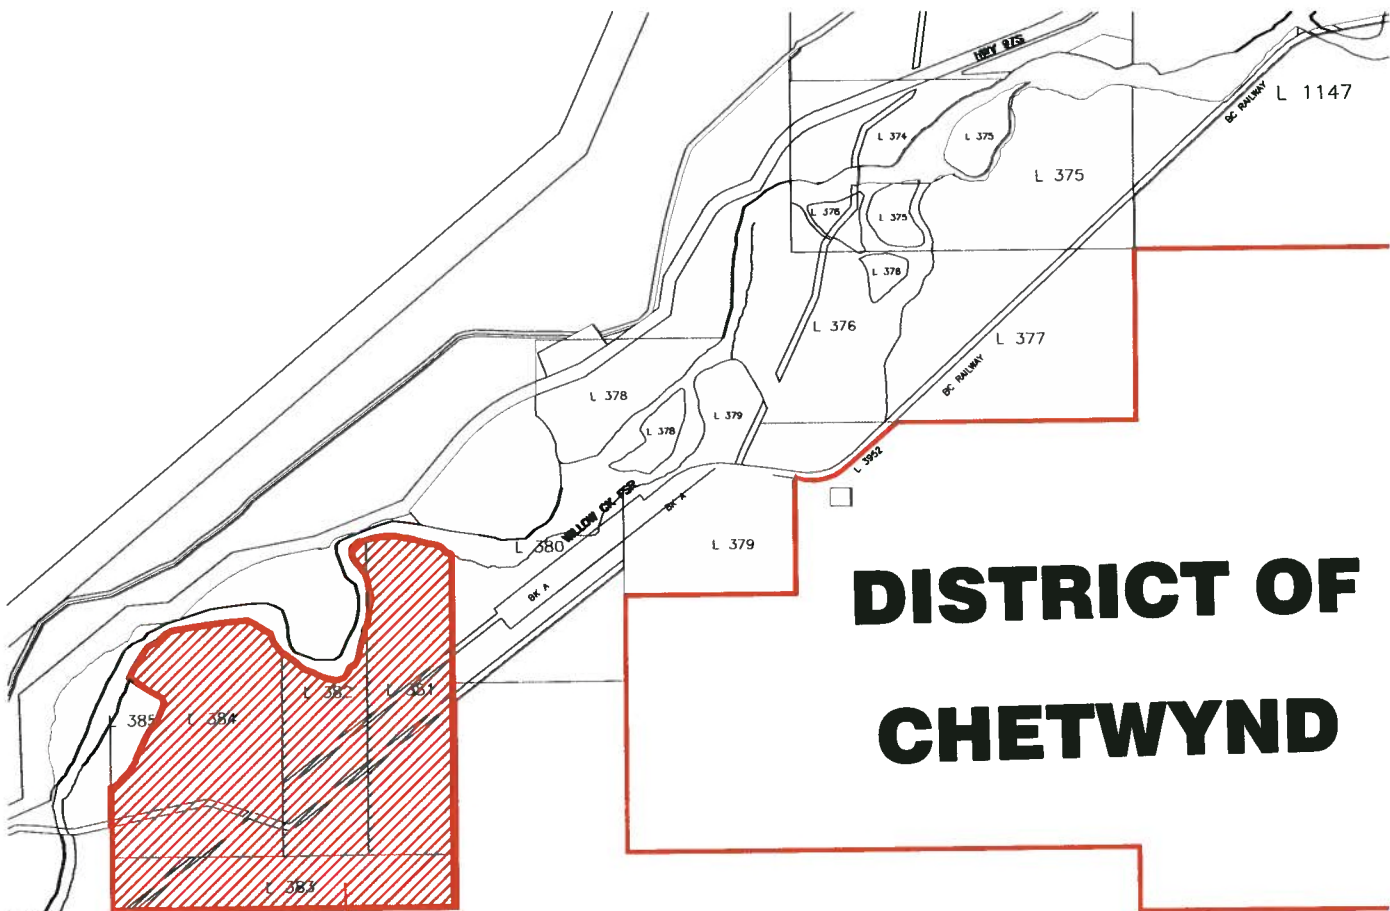 HWY 97S
L 1147
BC RAILWAY
L 374
L 375
L 375
L 376
L 375
L 378
L 376
L 377
BC RAILWAY
L 378
L 379
L 378
L 3952
WILLOW CK FSR
BK A
L 380
L 379
BK A
DISTRICT OF
CHETWYND
L 382
L 381
L 385
L 384
L 383